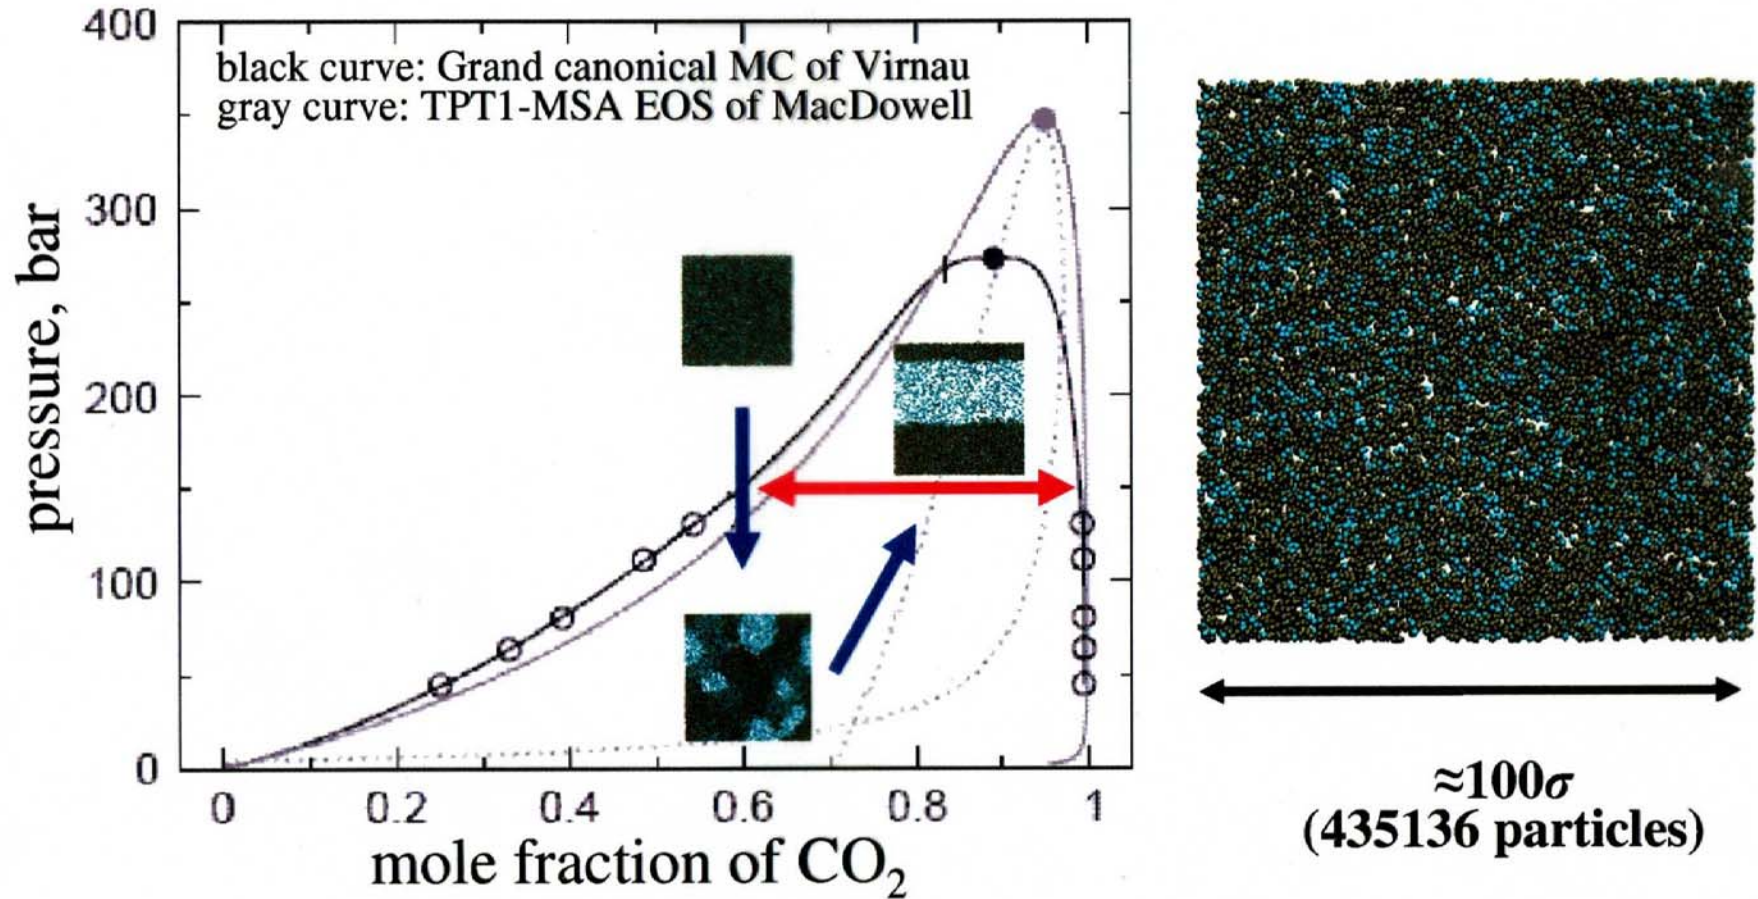 400
300
200
100
0
pressure, bar
black curve: Grand canonical MC of Virnau
gray curve: TPT1-MSA EOS of MacDowell
0 0.2 0.4 0.6 0.8 1
mole fraction of CO₂
≈100σ
(435136 particles)